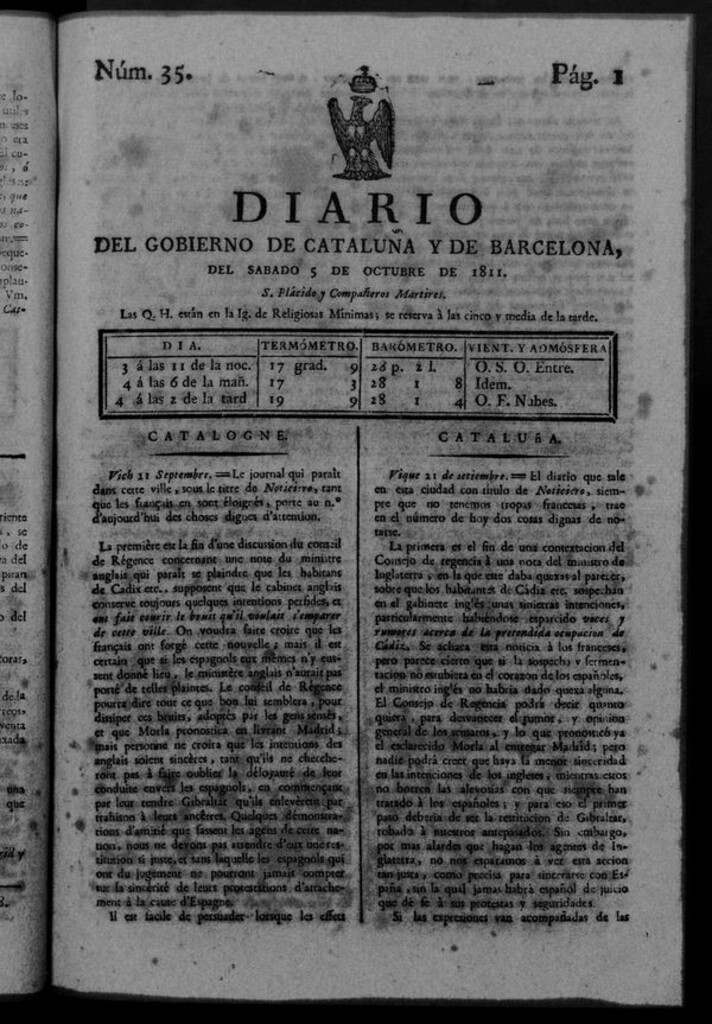 Núm. 35.
Pág. 1
DIARIO
DEL GOBIERNO DE CATALUÑA Y DE BARCELONA,
DEL SABADO 5 DE OCTUBRE DE 1811.
S. Plácido y Compañeros Martires.
Las Q. H. están en la Ig. de Religiosas Mínimas; se reserva à las cinco y media de la tarde.
DIA. TERMÓMETRO. BARÓMETRO. VIENT. Y ADMÓSFERA
3 á las 11 de la noc. 17 grad. 9 28 p. 2 l. O. S. O. Entre.
4 á las 6 de la mañ. 17 3 28 1 8 Idem.
4 á las 2 de la tard 19 9 28 1 4 O. F. Nubes.
CATALOGNE.
Vich 21 Septembre. = Le journal qui paraît
dans cette ville, sous le titre de Noticiero, tant
que les français en sont éloignés, porte au n.º
d'aujourd'hui des choses dignes d'attention.
La première est la fin d'une discussion du conseil
de Régence concernant une note du ministre
anglais qui paraît se plaindre que les habitans
de Cadix etc., supposent que le cabinet anglais
conserve toujours quelques intentions perfides, et
ont fait courir le bruit qu'il voulait s'emparer
de cette ville. On voudra faire croire que les
français ont forgé cette nouvelle; mais il est
certain que si les espagnols eux mêmes n'y eus-
sent donné lieu, le ministère anglais n'aurait pas
porté de telles plaintes. Le conseil de Régence
pourra dire tout ce que bon lui semblera, pour
dissiper ces bruits, adoptés par les gens sensés,
et que Morla pronostica en livrant Madrid;
mais personne ne croira que les intentions des
anglais soient sincères, tant qu'ils ne cherche-
ront pas à faire oublier la déloyauté de leur
conduite envers les espagnols, en commençant
par leur rendre Gibraltar qu'ils enlevèrent par
trahison à leurs ancêtres. Quelques démonstra-
tions d'amitié que fassent les agens de cette na-
tion, nous ne devons pas attendre d'eux une res-
titution si juste, et sans laquelle les espagnols qui
ont du jugement ne pourront jamais compter
sur la sincérité de leurs protestations d'attache-
ment à la cause d'Espagne.
Il est facile de persuader lorsque les effets
CATALUÑA.
Vique 21 de setiembre. = El diario que sale
en esta ciudad con título de Noticiero, siem-
pre que no tenemos tropas francesas, trae
en el número de hoy dos cosas dignas de no-
tarse.
La primera es el fin de una contextacion del
Consejo de regencia à una nota del ministro de
Inglaterra, en la que este daba quexas al parecer,
sobre que los habitantes de Cádiz etc. sospechan
en el gabinete inglés unas siniestras intenciones,
particularmente habiéndose esparcido voces y
rumores acerca de la pretendida ocupacion de
Cádiz. Se achaca esta noticia à los franceses,
pero parece cierto que si la sospecha y fermen-
tacion no estubiera en el corazon de los españoles,
el ministro inglés no habría dado quexa alguna.
El Consejo de Regencia podrá decir quanto
quiera, para desvanecer el rumor, y opinion
general de los sensatos, y lo que pronosticó ya
el esclarecido Morla al entregar Madrid; pero
nadie podrá creer que haya la menor sinceridad
en las intenciones de los ingleses, mientras estos
no borren las alevosías con que siempre han
tratado à los españoles; y para eso el primer
paso deberia de ser la restitucion de Gibraltar,
robado à nuestros antepasados. Sin embargo,
por mas alardes que hagan los agentes de In-
glaterra, no nos esperamos à ver esta accion
tan justa, como precisa para sincerarse con Es-
paña, sin la qual jamas habrá español de juicio
que dé fe à sus protestas y seguridades.
Si las expresiones van acompañadas de las